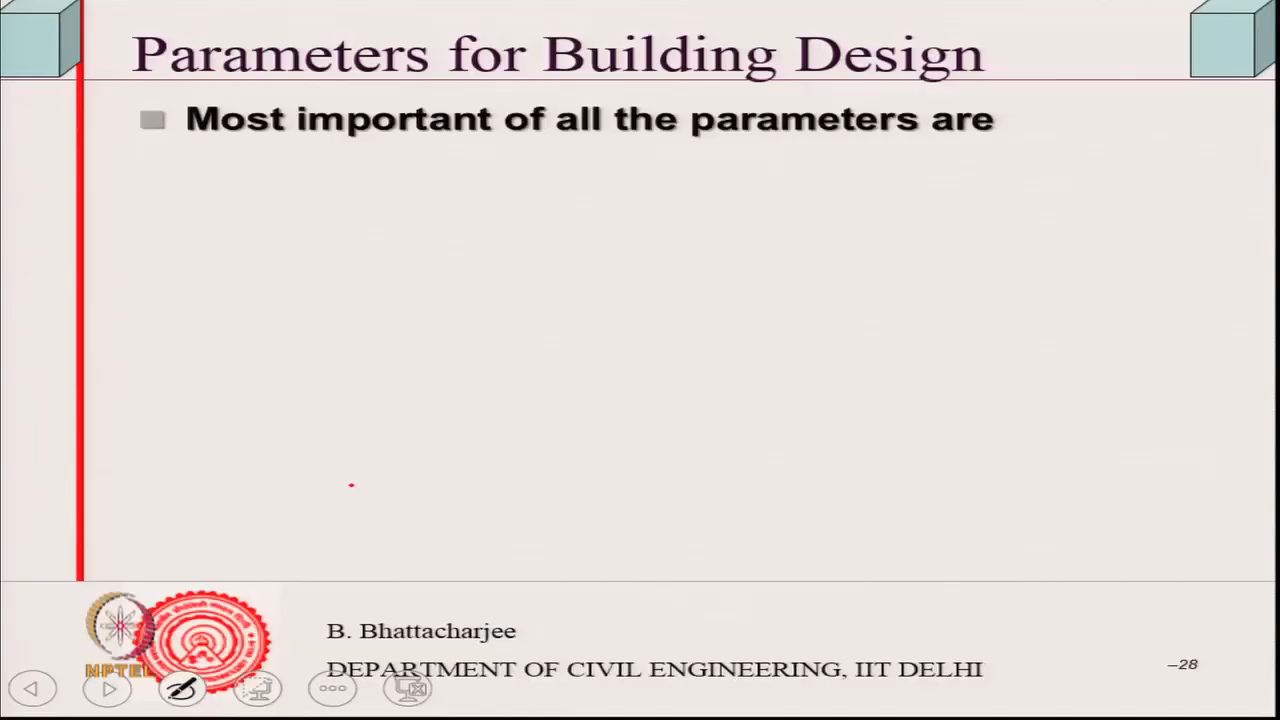 Parameters for Building Design
Most important of all the parameters are
B. Bhattacharjee
NPTEL
DEPARTMENT OF CIVIL ENGINEERING, IIT DELHI
–28